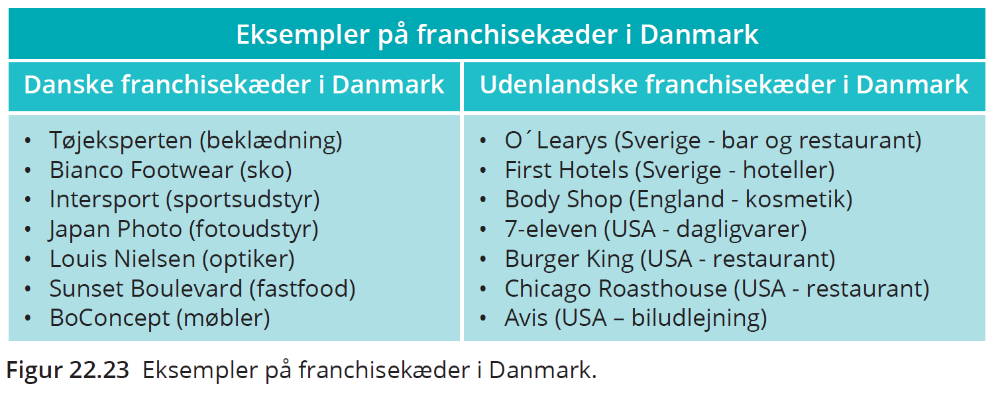 Eksempler på franchisekæder i Danmark
Danske franchisekæder i Danmark
• Tøjeksperten (beklædning)
• Bianco Footwear (sko)
• Intersport (sportsudstyr)
• Japan Photo (fotoudstyr)
• Louis Nielsen (optiker)
• Sunset Boulevard (fastfood)
• BoConcept (møbler)
Udenlandske franchisekæder i Danmark
• O´Learys (Sverige - bar og restaurant)
• First Hotels (Sverige - hoteller)
• Body Shop (England - kosmetik)
• 7-eleven (USA - dagligvarer)
• Burger King (USA - restaurant)
• Chicago Roasthouse (USA - restaurant)
• Avis (USA – biludlejning)
Figur 22.23 Eksempler på franchisekæder i Danmark.